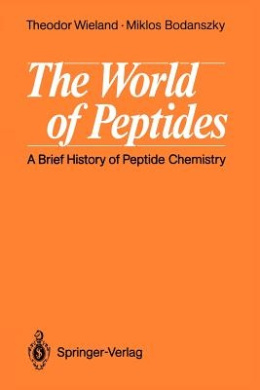 Theodor Wieland · Miklos Bodanszky
The World
of Peptides
A Brief History of Peptide Chemistry
Springer-Verlag